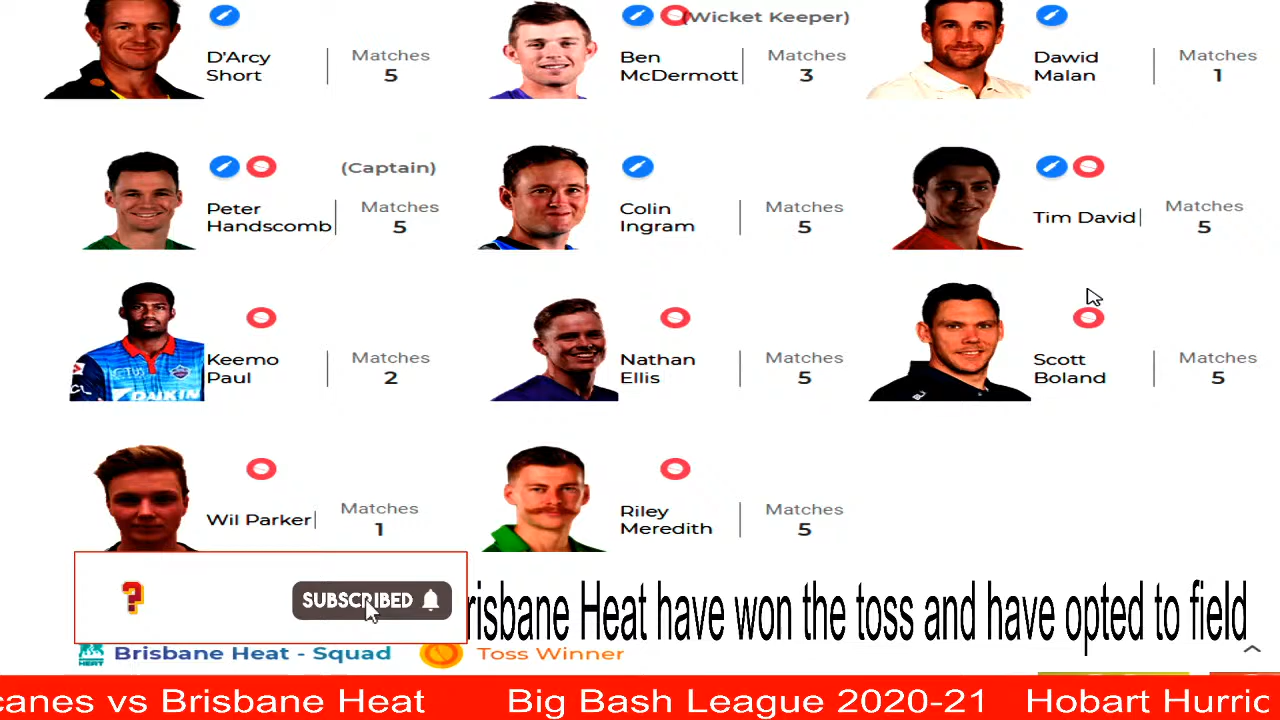 (Wicket Keeper)
D'Arcy
Short
Matches
5
Ben
McDermott
Matches
3
Dawid
Malan
Matches
1
(Captain)
Peter
Handscomb
Matches
5
Colin
Ingram
Matches
5
Tim David
Matches
5
Keemo
Paul
Matches
2
Nathan
Ellis
Matches
5
Scott
Boland
Matches
5
Wil Parker
Matches
1
Riley
Meredith
Matches
5
?
SUBSCRIBED
risbane Heat have won the toss and have opted to field
HEAT
Brisbane Heat - Squad
Toss Winner
canes vs Brisbane Heat Big Bash League 2020-21 Hobart Hurric